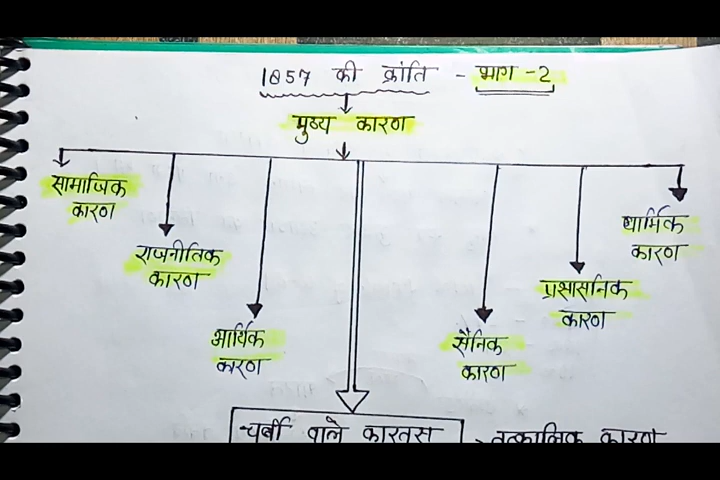 1857 की क्रांति - भाग -2
मुख्य कारण
सामाजिक
कारण
राजनीतिक
कारण
आर्थिक
कारण
सैनिक
कारण
प्रशासनिक
कारण
धार्मिक
कारण
चर्बी वाले कारतूस
तत्कालिक कारण